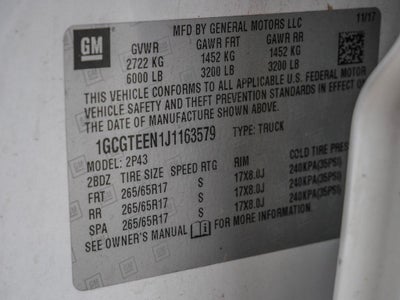 GM
MFD BY GENERAL MOTORS LLC 11/17
GVWR GAWR FRT GAWR RR
2722 KG 1452 KG 1452 KG
6000 LB 3200 LB 3200 LB
THIS VEHICLE CONFORMS TO ALL APPLICABLE U.S. FEDERAL MOTOR
VEHICLE SAFETY AND THEFT PREVENTION STANDARDS IN EFFECT
ON THE DATE OF MANUFACTURE SHOWN ABOVE.
1GCGTEEN1J1163579 TYPE: TRUCK
MODEL: 2P43
2BDZ TIRE SIZE SPEED RTG RIM COLD TIRE
FRT 265/65R17 S 17X8.0J 240KPA(35PSI)
RR 265/65R17 S 17X8.0J 240KPA(35PSI)
SPA 265/65R17 S 17X8.0J 240KPA(35PSI)
SEE OWNER'S MANUAL FOR MORE INFORMATION